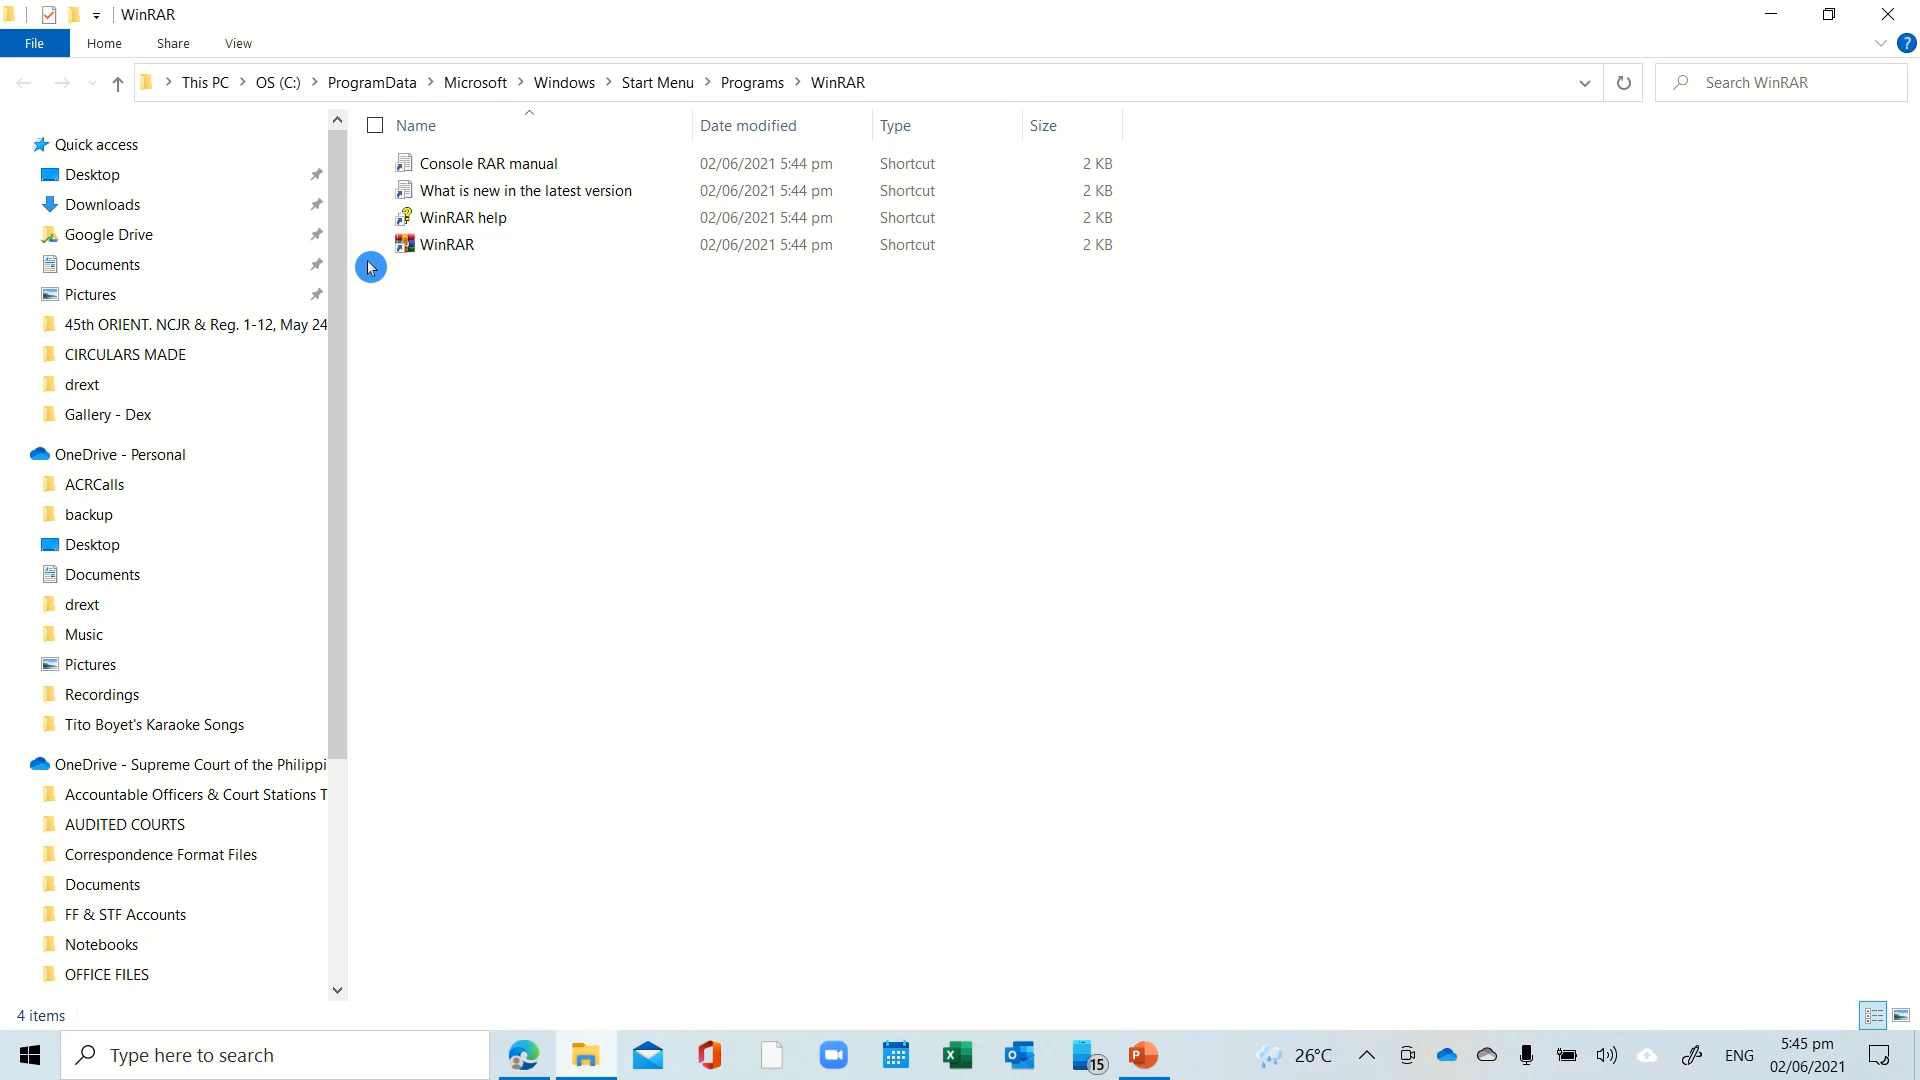 WinRAR
File Home Share View
This PC OS (C:) ProgramData Microsoft Windows Start Menu Programs WinRAR
Search WinRAR
Name Date modified Type Size
Console RAR manual 02/06/2021 5:44 pm Shortcut 2 KB
What is new in the latest version 02/06/2021 5:44 pm Shortcut 2 KB
WinRAR help 02/06/2021 5:44 pm Shortcut 2 KB
WinRAR 02/06/2021 5:44 pm Shortcut 2 KB
Quick access
Desktop
Downloads
Google Drive
Documents
Pictures
45th ORIENT. NCJR & Reg. 1-12, May 24
CIRCULARS MADE
drext
Gallery - Dex
OneDrive - Personal
ACRCalls
backup
Desktop
Documents
drext
Music
Pictures
Recordings
Tito Boyet's Karaoke Songs
OneDrive - Supreme Court of the Philippi
Accountable Officers & Court Stations T
AUDITED COURTS
Correspondence Format Files
Documents
FF & STF Accounts
Notebooks
OFFICE FILES
4 items
Type here to search
15
26°C
ENG
5:45 pm
02/06/2021